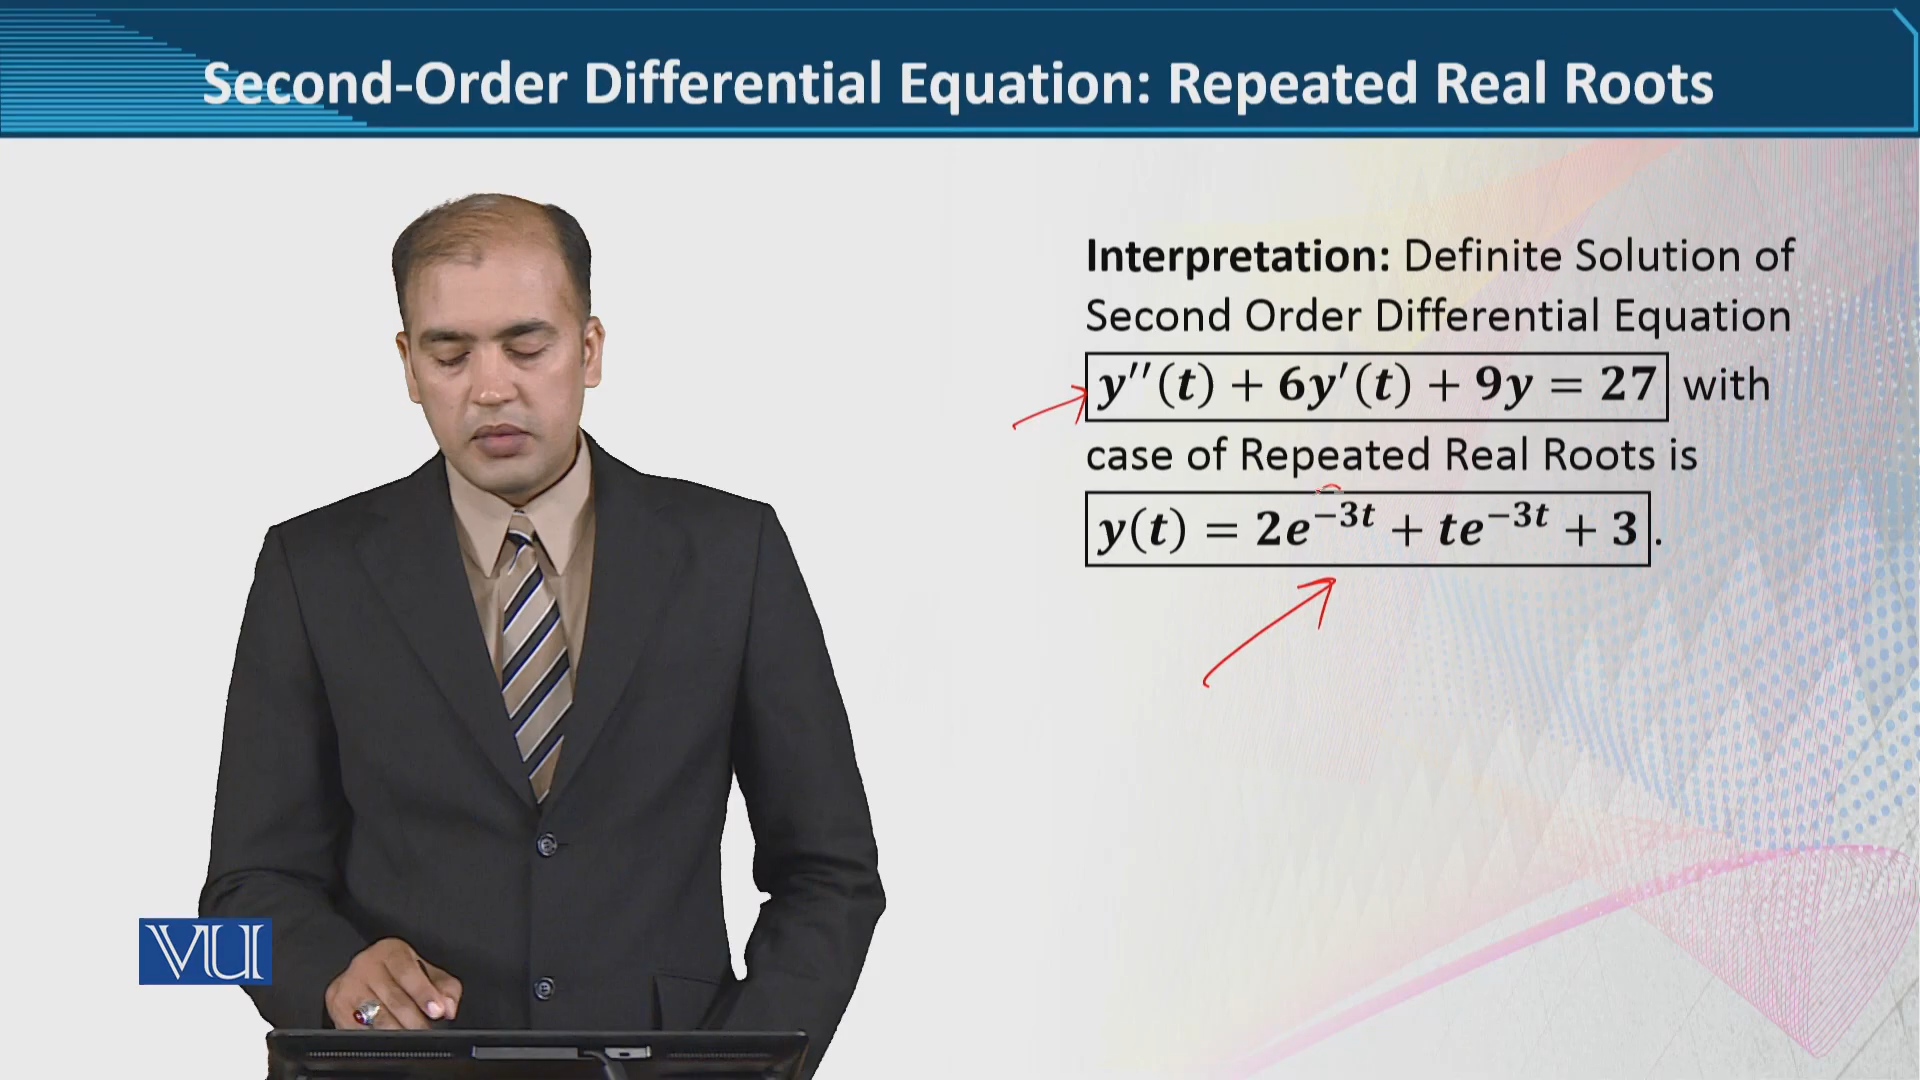 Second-Order Differential Equation: Repeated Real Roots
Interpretation: Definite Solution of
Second Order Differential Equation
y′′(t) + 6y′(t) + 9y = 27 with
case of Repeated Real Roots is
y(t) = 2e⁻³ᵗ + te⁻³ᵗ + 3.
VU